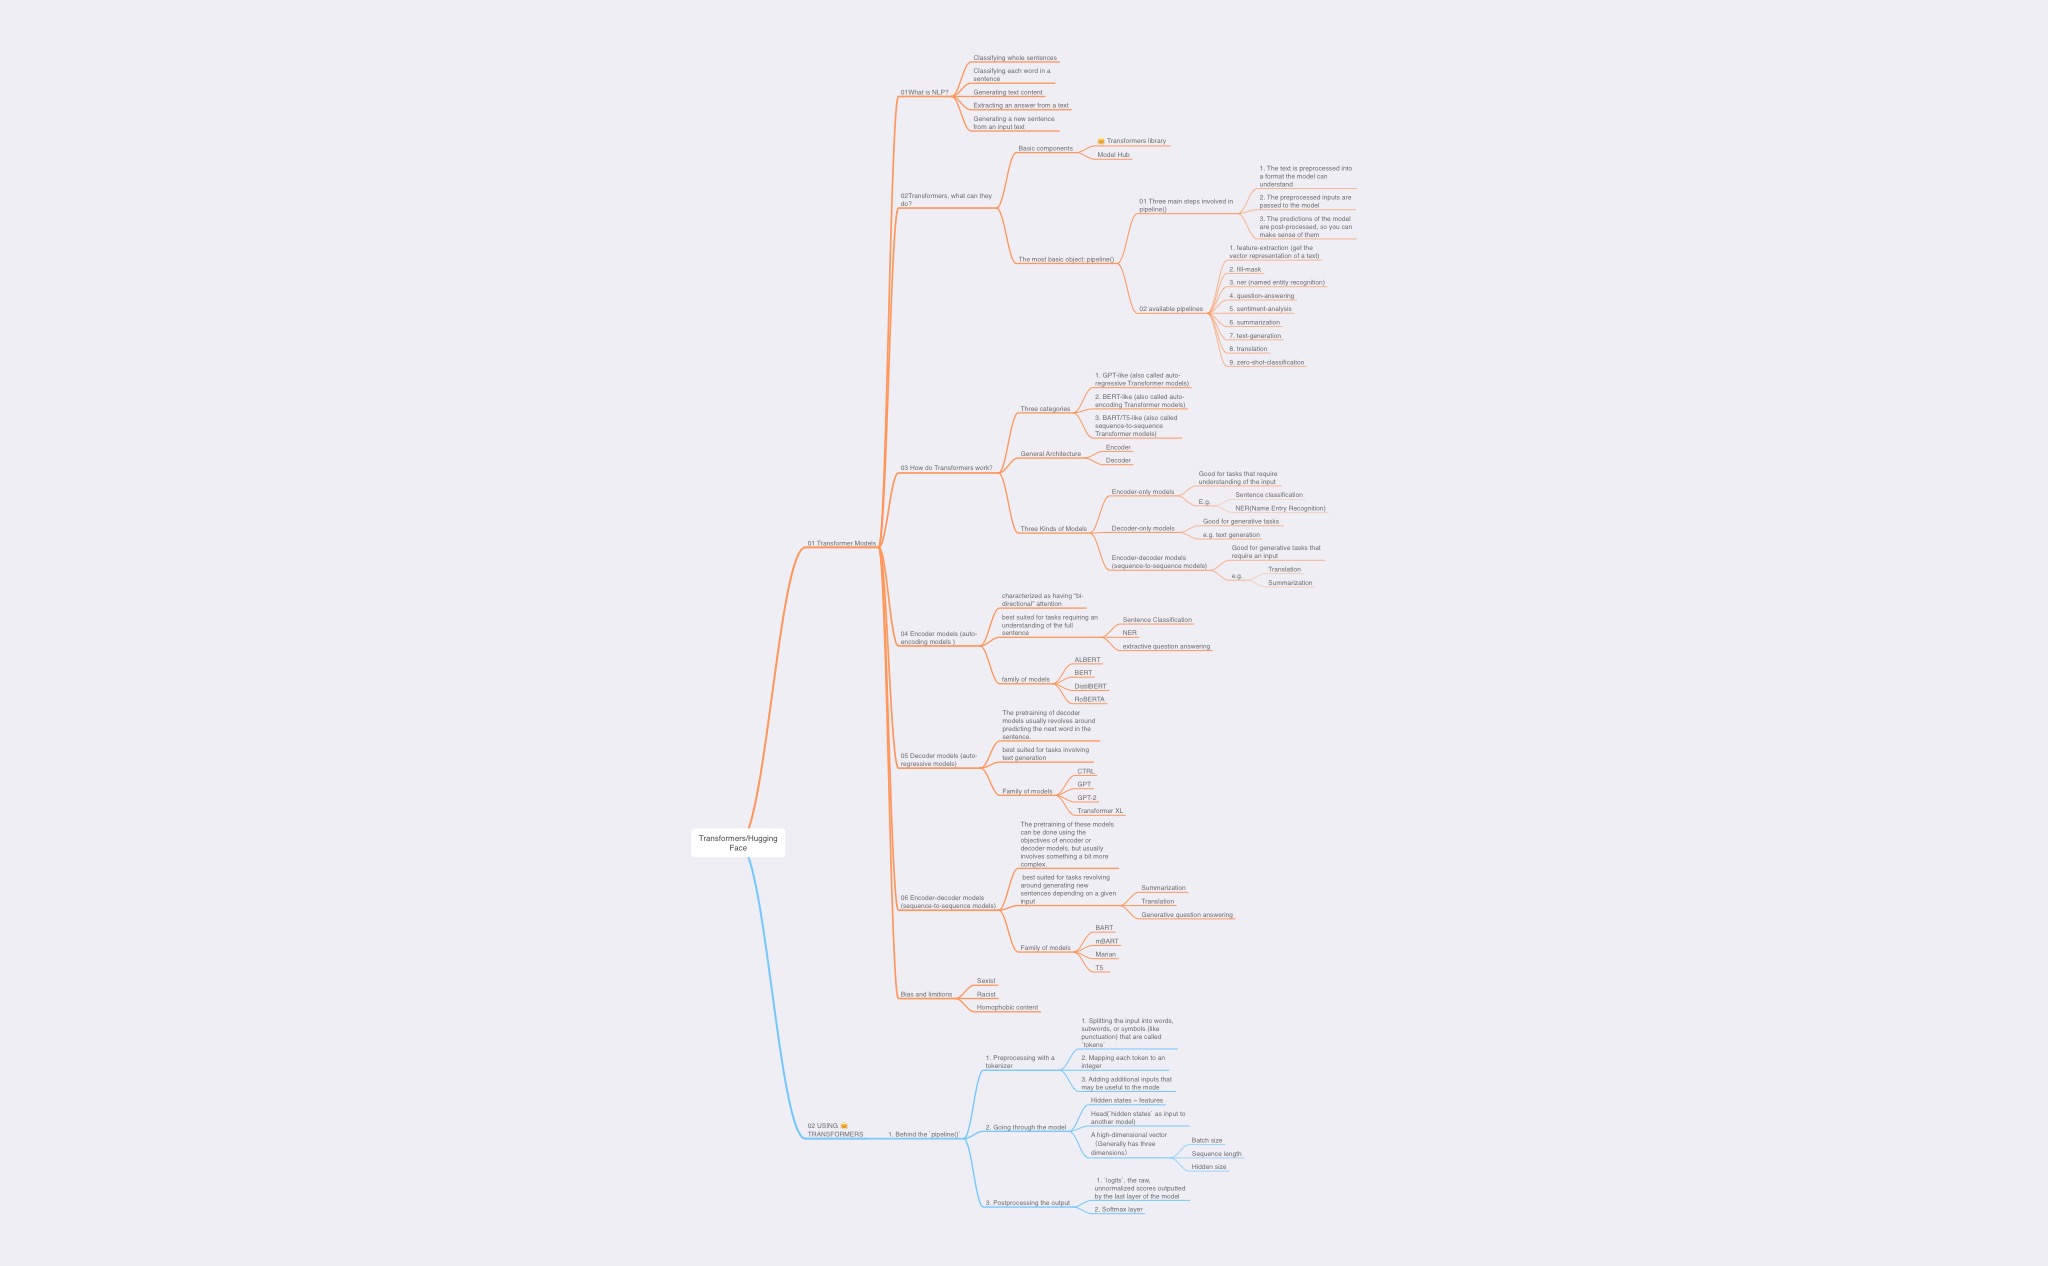 Transformers/Hugging
Face
01 Transformer Models
01What is NLP?
Classifying whole sentences
Classifying each word in a
sentence
Generating text content
Extracting an answer from a text
Generating a new sentence
from an input text
02Transformers, what can they
do?
Basic components
🤗 Transformers library
Model Hub
The most basic object: pipeline()
01 Three main steps involved in
pipeline()
1. The text is preprocessed into
a format the model can
understand
2. The preprocessed inputs are
passed to the model
3. The predictions of the model
are post-processed, so you can
make sense of them
02 available pipelines
1. feature-extraction (get the
vector representation of a text)
2. fill-mask
3. ner (named entity recognition)
4. question-answering
5. sentiment-analysis
6. summarization
7. text-generation
8. translation
9. zero-shot-classification
03 How do Transformers work?
Three categories
1. GPT-like (also called auto-
regressive Transformer models)
2. BERT-like (also called auto-
encoding Transformer models)
3. BART/T5-like (also called
sequence-to-sequence
Transformer models)
General Architecture
Encoder
Decoder
Three Kinds of Models
Encoder-only models
Good for tasks that require
understanding of the input
E.g.
Sentence classification
NER(Name Entry Recognition)
Decoder-only models
Good for generative tasks
e.g. text generation
Encoder-decoder models
(sequence-to-sequence models)
Good for generative tasks that
require an input
e.g.
Translation
Summarization
04 Encoder models (auto-
encoding models )
characterized as having “bi-
directional” attention
best suited for tasks requiring an
understanding of the full
sentence
Sentence Classification
NER
extractive question answering
family of models
ALBERT
BERT
DistilBERT
RoBERTA
05 Decoder models (auto-
regressive models)
The pretraining of decoder
models usually revolves around
predicting the next word in the
sentence.
best suited for tasks involving
text generation
Family of models
CTRL
GPT
GPT-2
Transformer XL
06 Encoder-decoder models
(sequence-to-sequence models)
The pretraining of these models
can be done using the
objectives of encoder or
decoder models, but usually
involves something a bit more
complex.
best suited for tasks revolving
around generating new
sentences depending on a given
input
Summarization
Translation
Generative question answering
Family of models
BART
mBART
Marian
T5
Bias and limitions
Sexist
Racist
Homophobic content
02 USING 🤗
TRANSFORMERS
1. Behind the `pipeline()`
1. Preprocessing with a
tokenizer
1. Splitting the input into words,
subwords, or symbols (like
punctuation) that are called
`tokens`
2. Mapping each token to an
integer
3. Adding additional inputs that
may be useful to the mode
2. Going through the model
Hidden states ~ features
Head(`hidden states` as input to
another model)
A high-dimensional vector
（Generally has three
dimensions）
Batch size
Sequence length
Hidden size
3. Postprocessing the output
1. `logits`, the raw,
unnormalized scores outputted
by the last layer of the model
2. Softmax layer